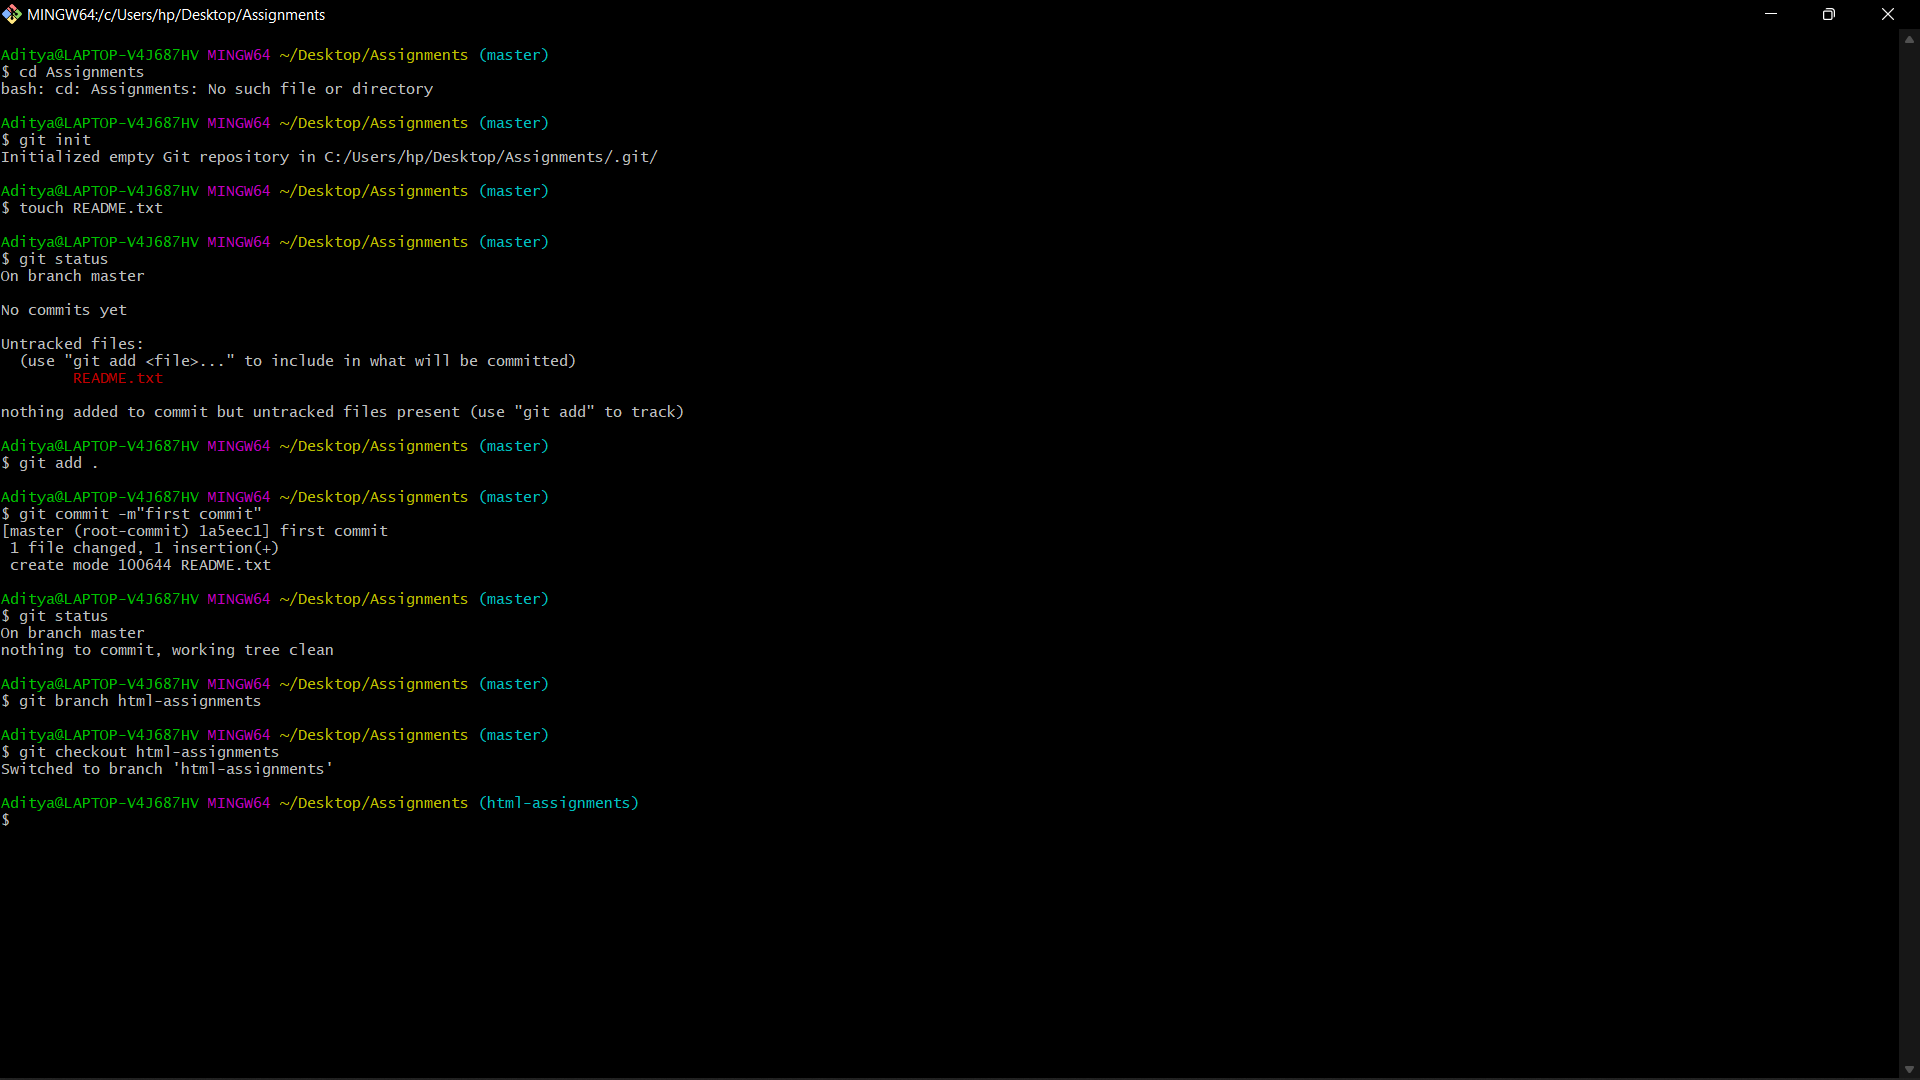 MINGW64:/c/Users/hp/Desktop/Assignments
Aditya@LAPTOP-V4J687HV MINGW64 ~/Desktop/Assignments (master)
$ cd Assignments
bash: cd: Assignments: No such file or directory
Aditya@LAPTOP-V4J687HV MINGW64 ~/Desktop/Assignments (master)
$ git init
Initialized empty Git repository in C:/Users/hp/Desktop/Assignments/.git/
Aditya@LAPTOP-V4J687HV MINGW64 ~/Desktop/Assignments (master)
$ touch README.txt
Aditya@LAPTOP-V4J687HV MINGW64 ~/Desktop/Assignments (master)
$ git status
On branch master
No commits yet
Untracked files:
  (use "git add <file>..." to include in what will be committed)
        README.txt
nothing added to commit but untracked files present (use "git add" to track)
Aditya@LAPTOP-V4J687HV MINGW64 ~/Desktop/Assignments (master)
$ git add .
Aditya@LAPTOP-V4J687HV MINGW64 ~/Desktop/Assignments (master)
$ git commit -m"first commit"
[master (root-commit) 1a5eec1] first commit
 1 file changed, 1 insertion(+)
 create mode 100644 README.txt
Aditya@LAPTOP-V4J687HV MINGW64 ~/Desktop/Assignments (master)
$ git status
On branch master
nothing to commit, working tree clean
Aditya@LAPTOP-V4J687HV MINGW64 ~/Desktop/Assignments (master)
$ git branch html-assignments
Aditya@LAPTOP-V4J687HV MINGW64 ~/Desktop/Assignments (master)
$ git checkout html-assignments
Switched to branch 'html-assignments'
Aditya@LAPTOP-V4J687HV MINGW64 ~/Desktop/Assignments (html-assignments)
$